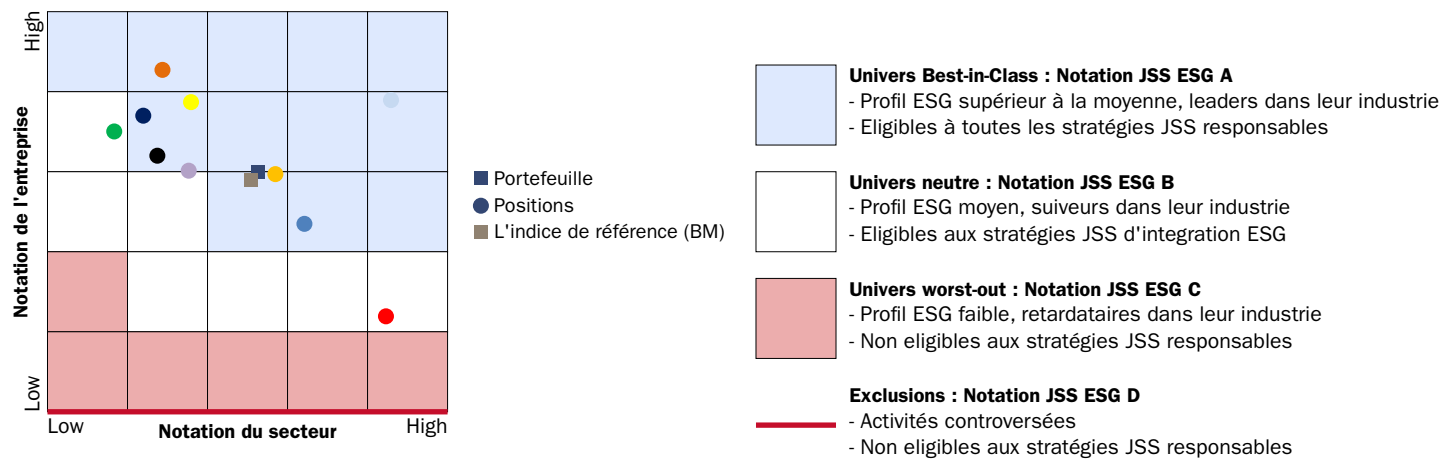 High
Notation de l'entreprise
Low
Low
Notation du secteur
High
Portefeuille
Positions
L'indice de référence (BM)
Univers Best-in-Class : Notation JSS ESG A
- Profil ESG supérieur à la moyenne, leaders dans leur industrie
- Eligibles à toutes les stratégies JSS responsables
Univers neutre : Notation JSS ESG B
- Profil ESG moyen, suiveurs dans leur industrie
- Eligibles aux stratégies JSS d'integration ESG
Univers worst-out : Notation JSS ESG C
- Profil ESG faible, retardataires dans leur industrie
- Non eligibles aux stratégies JSS responsables
Exclusions : Notation JSS ESG D
- Activités controversées
- Non eligibles aux stratégies JSS responsables